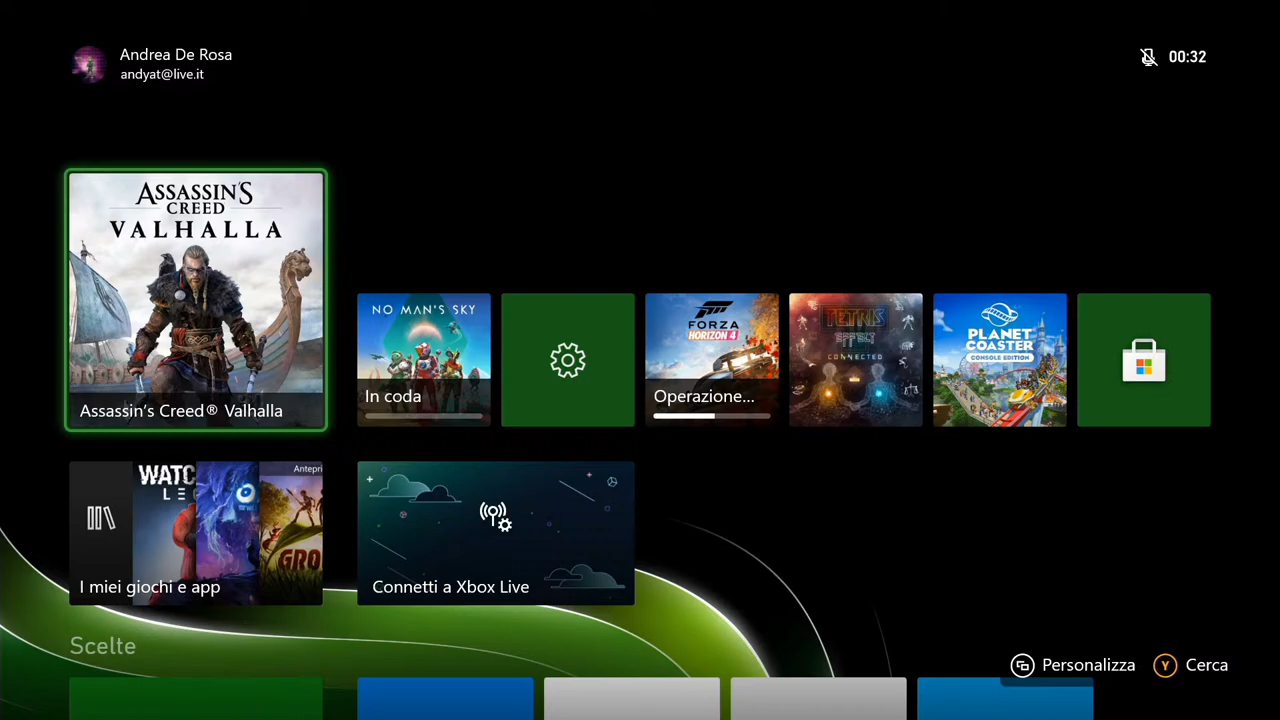 Andrea De Rosa
andyat@live.it
00:32
ASSASSIN'S
CREED
VALHALLA
Assassin's Creed® Valhalla
NO MAN'S SKY
In coda
FORZA
HORIZON 4
Operazione...
TETRIS
EFFECT
CONNECTED
PLANET
COASTER
CONSOLE EDITION
WATC
LE
Antepri
GRO
I miei giochi e app
Connetti a Xbox Live
Scelte
Personalizza
Y Cerca